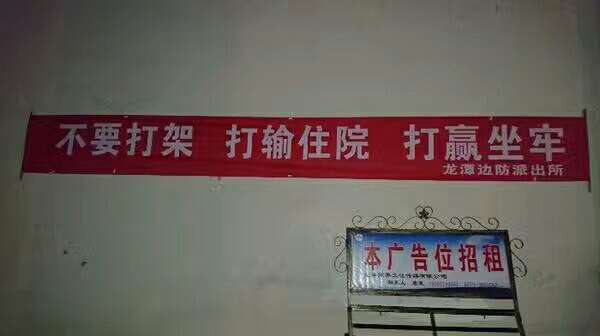 不要打架 打输住院 打赢坐牢
龙潭边防派出所
本广告位招租